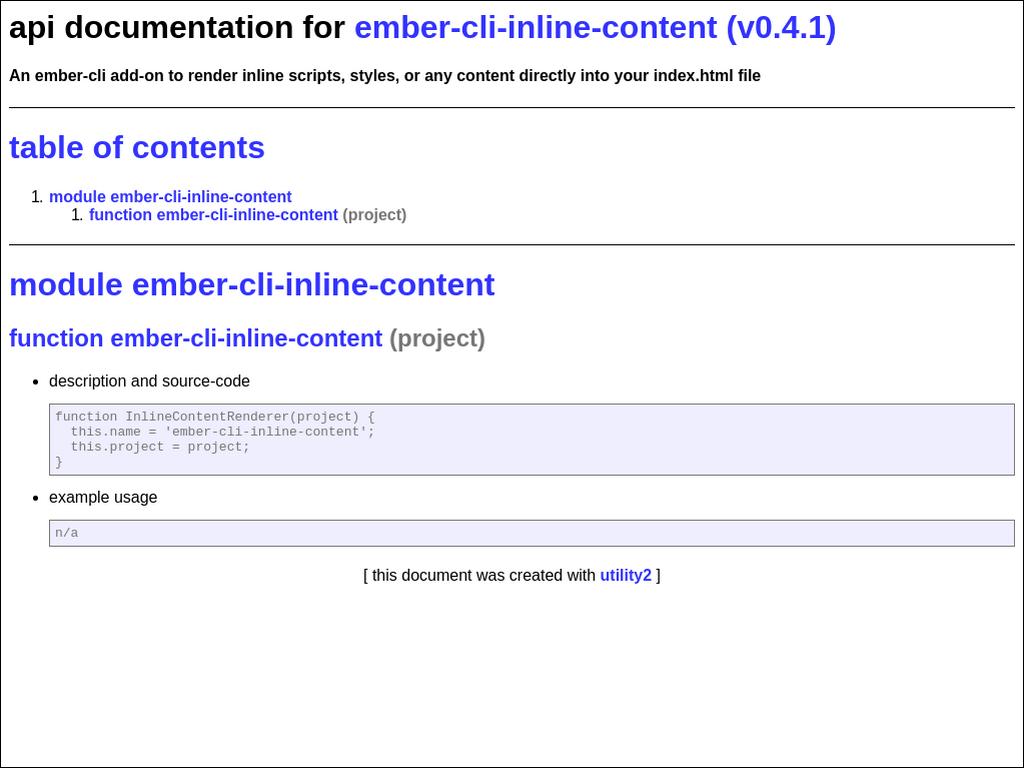 api documentation for ember-cli-inline-content (v0.4.1)
An ember-cli add-on to render inline scripts, styles, or any content directly into your index.html file
table of contents
1. module ember-cli-inline-content
1. function ember-cli-inline-content (project)
module ember-cli-inline-content
function ember-cli-inline-content (project)
• description and source-code
function InlineContentRenderer(project) {
  this.name = 'ember-cli-inline-content';
  this.project = project;
}
• example usage
n/a
[ this document was created with utility2 ]